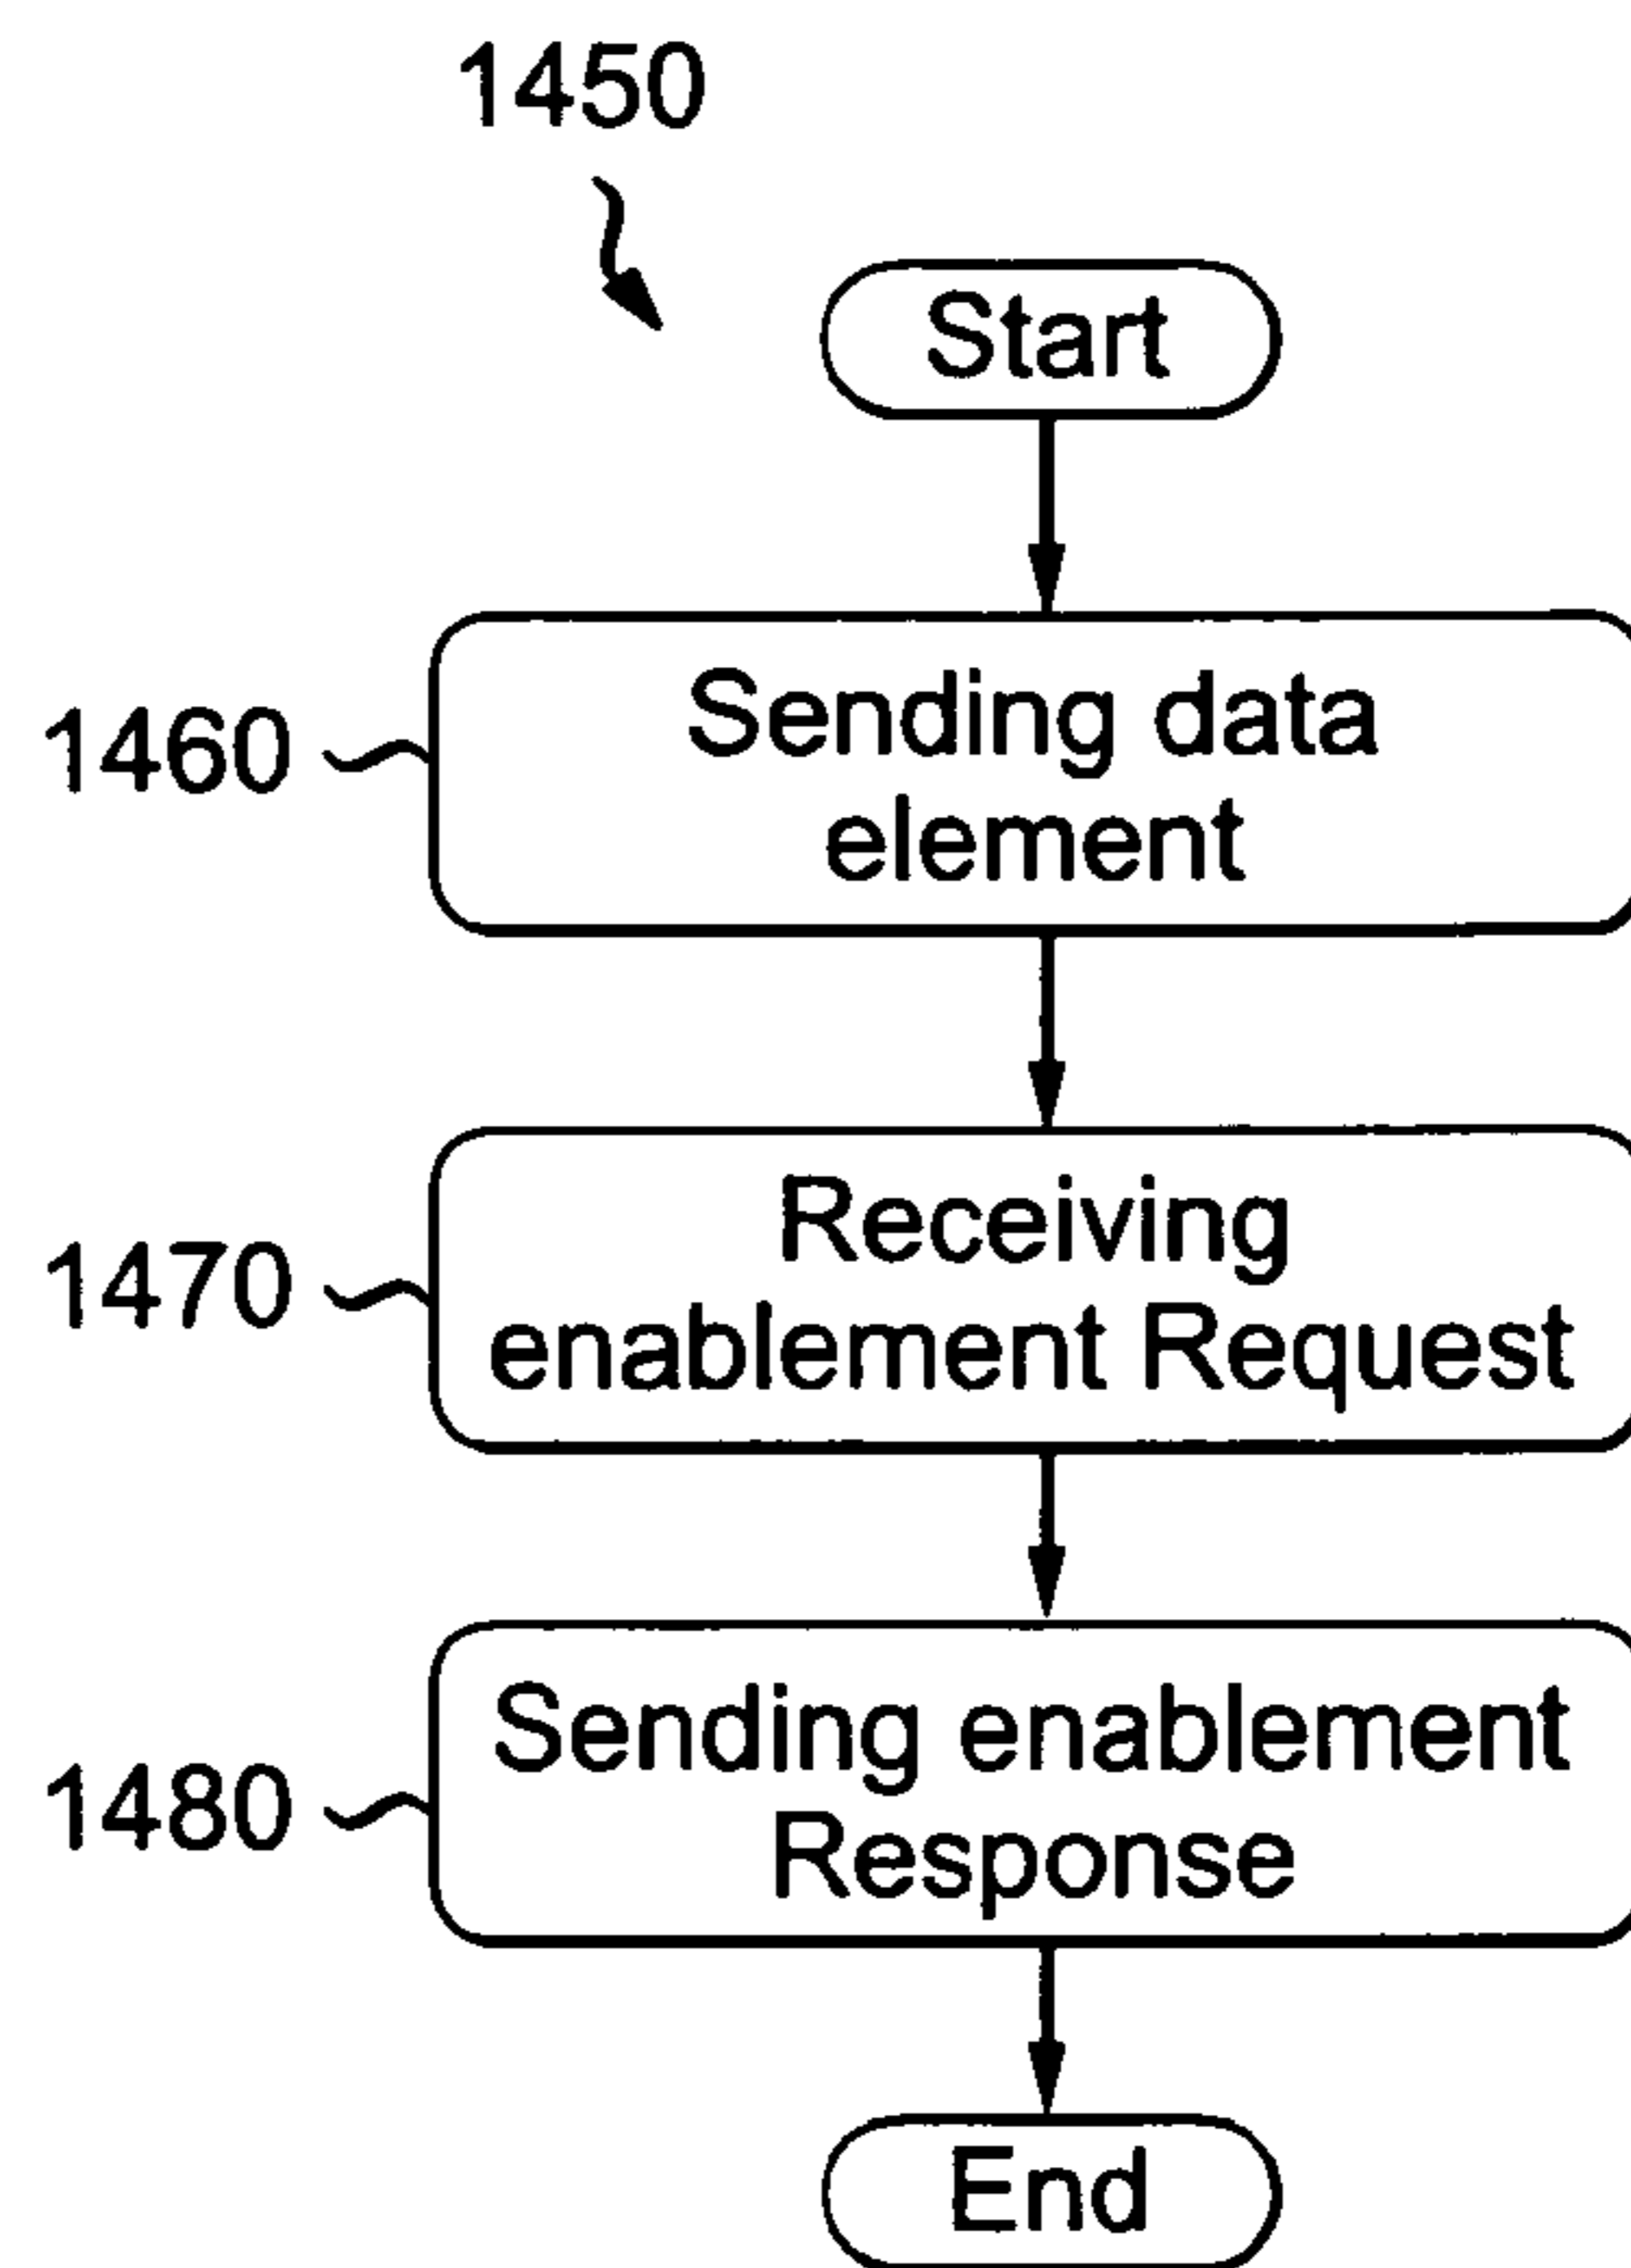 1450
Start
1460
Sending data
element
1470
Receiving
enablement Request
1480
Sending enablement
Response
End